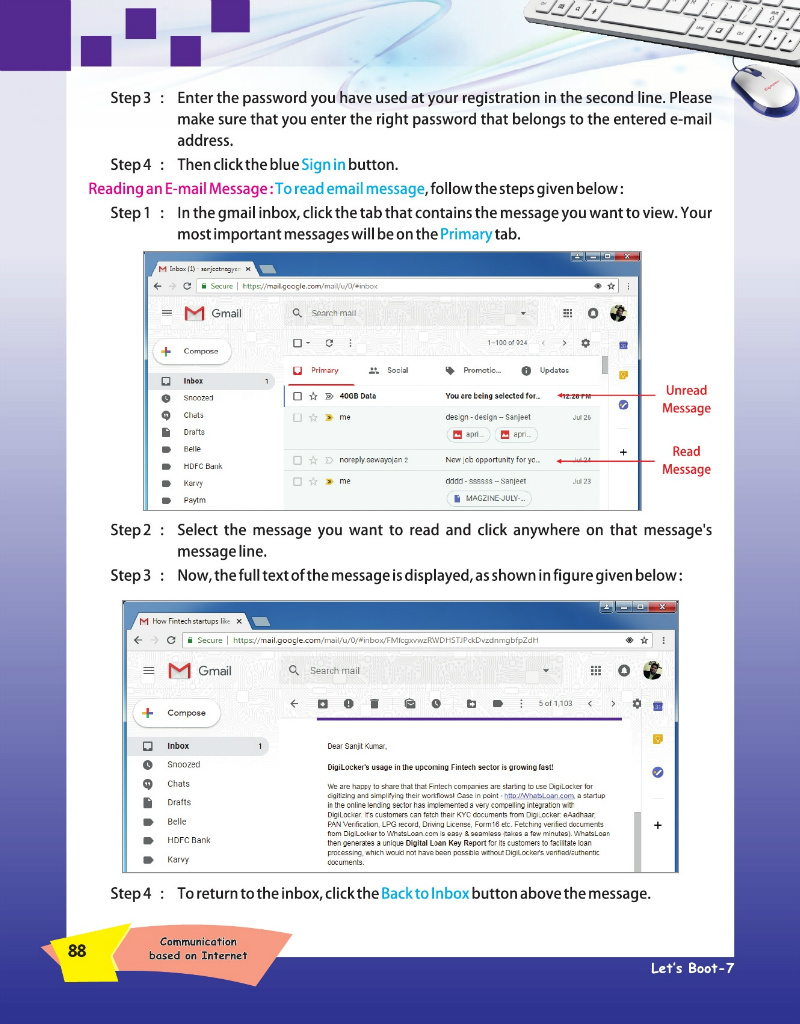 Step 3 : Enter the password you have used at your registration in the second line. Please
make sure that you enter the right password that belongs to the entered e-mail
address.
Step 4 : Then click the blue Sign in button.
Reading an E-mail Message : To read email message, follow the steps given below :
Step 1 : In the gmail inbox, click the tab that contains the message you want to view. Your
most important messages will be on the Primary tab.
Inbox (1) - sanjeetnagyen
Secure | https://mail.google.com/mail/u/0/#inbox
Gmail
Search mail
Compose
1–100 of 924
Primary Social Promotio... Updates
Inbox 1
Snoozed
Chats
Drafts
Belle
HDFC Bank
Karvy
Paytm
40GB Data You are being selected for.. 12:28 PM
me design - design – Sanjeet Jul 26
apri... apri...
noreply.sewayojan 2 New job opportunity for yo... Jul 24
me dddd - ssssss – Sanjeet Jul 23
MAGZINE-JULY-...
Unread
Message
Read
Message
Step 2 : Select the message you want to read and click anywhere on that message's
message line.
Step 3 : Now, the full text of the message is displayed, as shown in figure given below :
How Fintech startups like
Secure | https://mail.google.com/mail/u/0/#inbox/FMfcgxvwzRWDHSTJPckDvzdnmgbfpZdH
Gmail
Search mail
Compose
5 of 1,103
Inbox 1
Snoozed
Chats
Drafts
Belle
HDFC Bank
Karvy
Dear Sanjit Kumar,
DigiLocker's usage in the upcoming Fintech sector is growing fast!
We are happy to share that that Fintech companies are starting to use DigiLocker for
digitizing and simplifying their workflows! Case in point - http://WhatsLoan.com, a startup
in the online lending sector has implemented a very compelling integration with
DigiLocker. It's customers can fetch their KYC documents from DigiLocker: eAadhaar,
PAN Verification, LPG record, Driving License, Form16 etc. Fetching verified documents
from DigiLocker to WhatsLoan.com is easy & seamless (takes a few minutes). WhatsLoan
then generates a unique Digital Loan Key Report for its customers to facilitate loan
processing, which would not have been possible without DigiLocker's verified/authentic
documents.
Step 4 : To return to the inbox, click the Back to Inbox button above the message.
88
Communication
based on Internet
Let's Boot-7